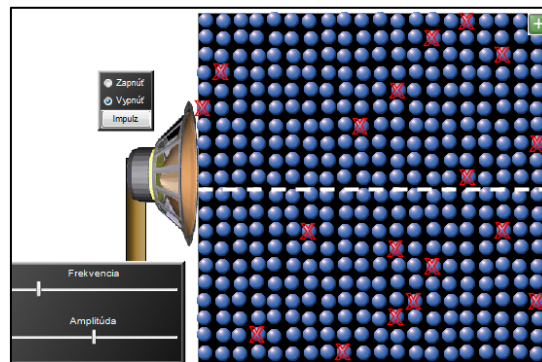 Zapnúť
Vypnúť
Impulz
Frekvencia
Amplitúda